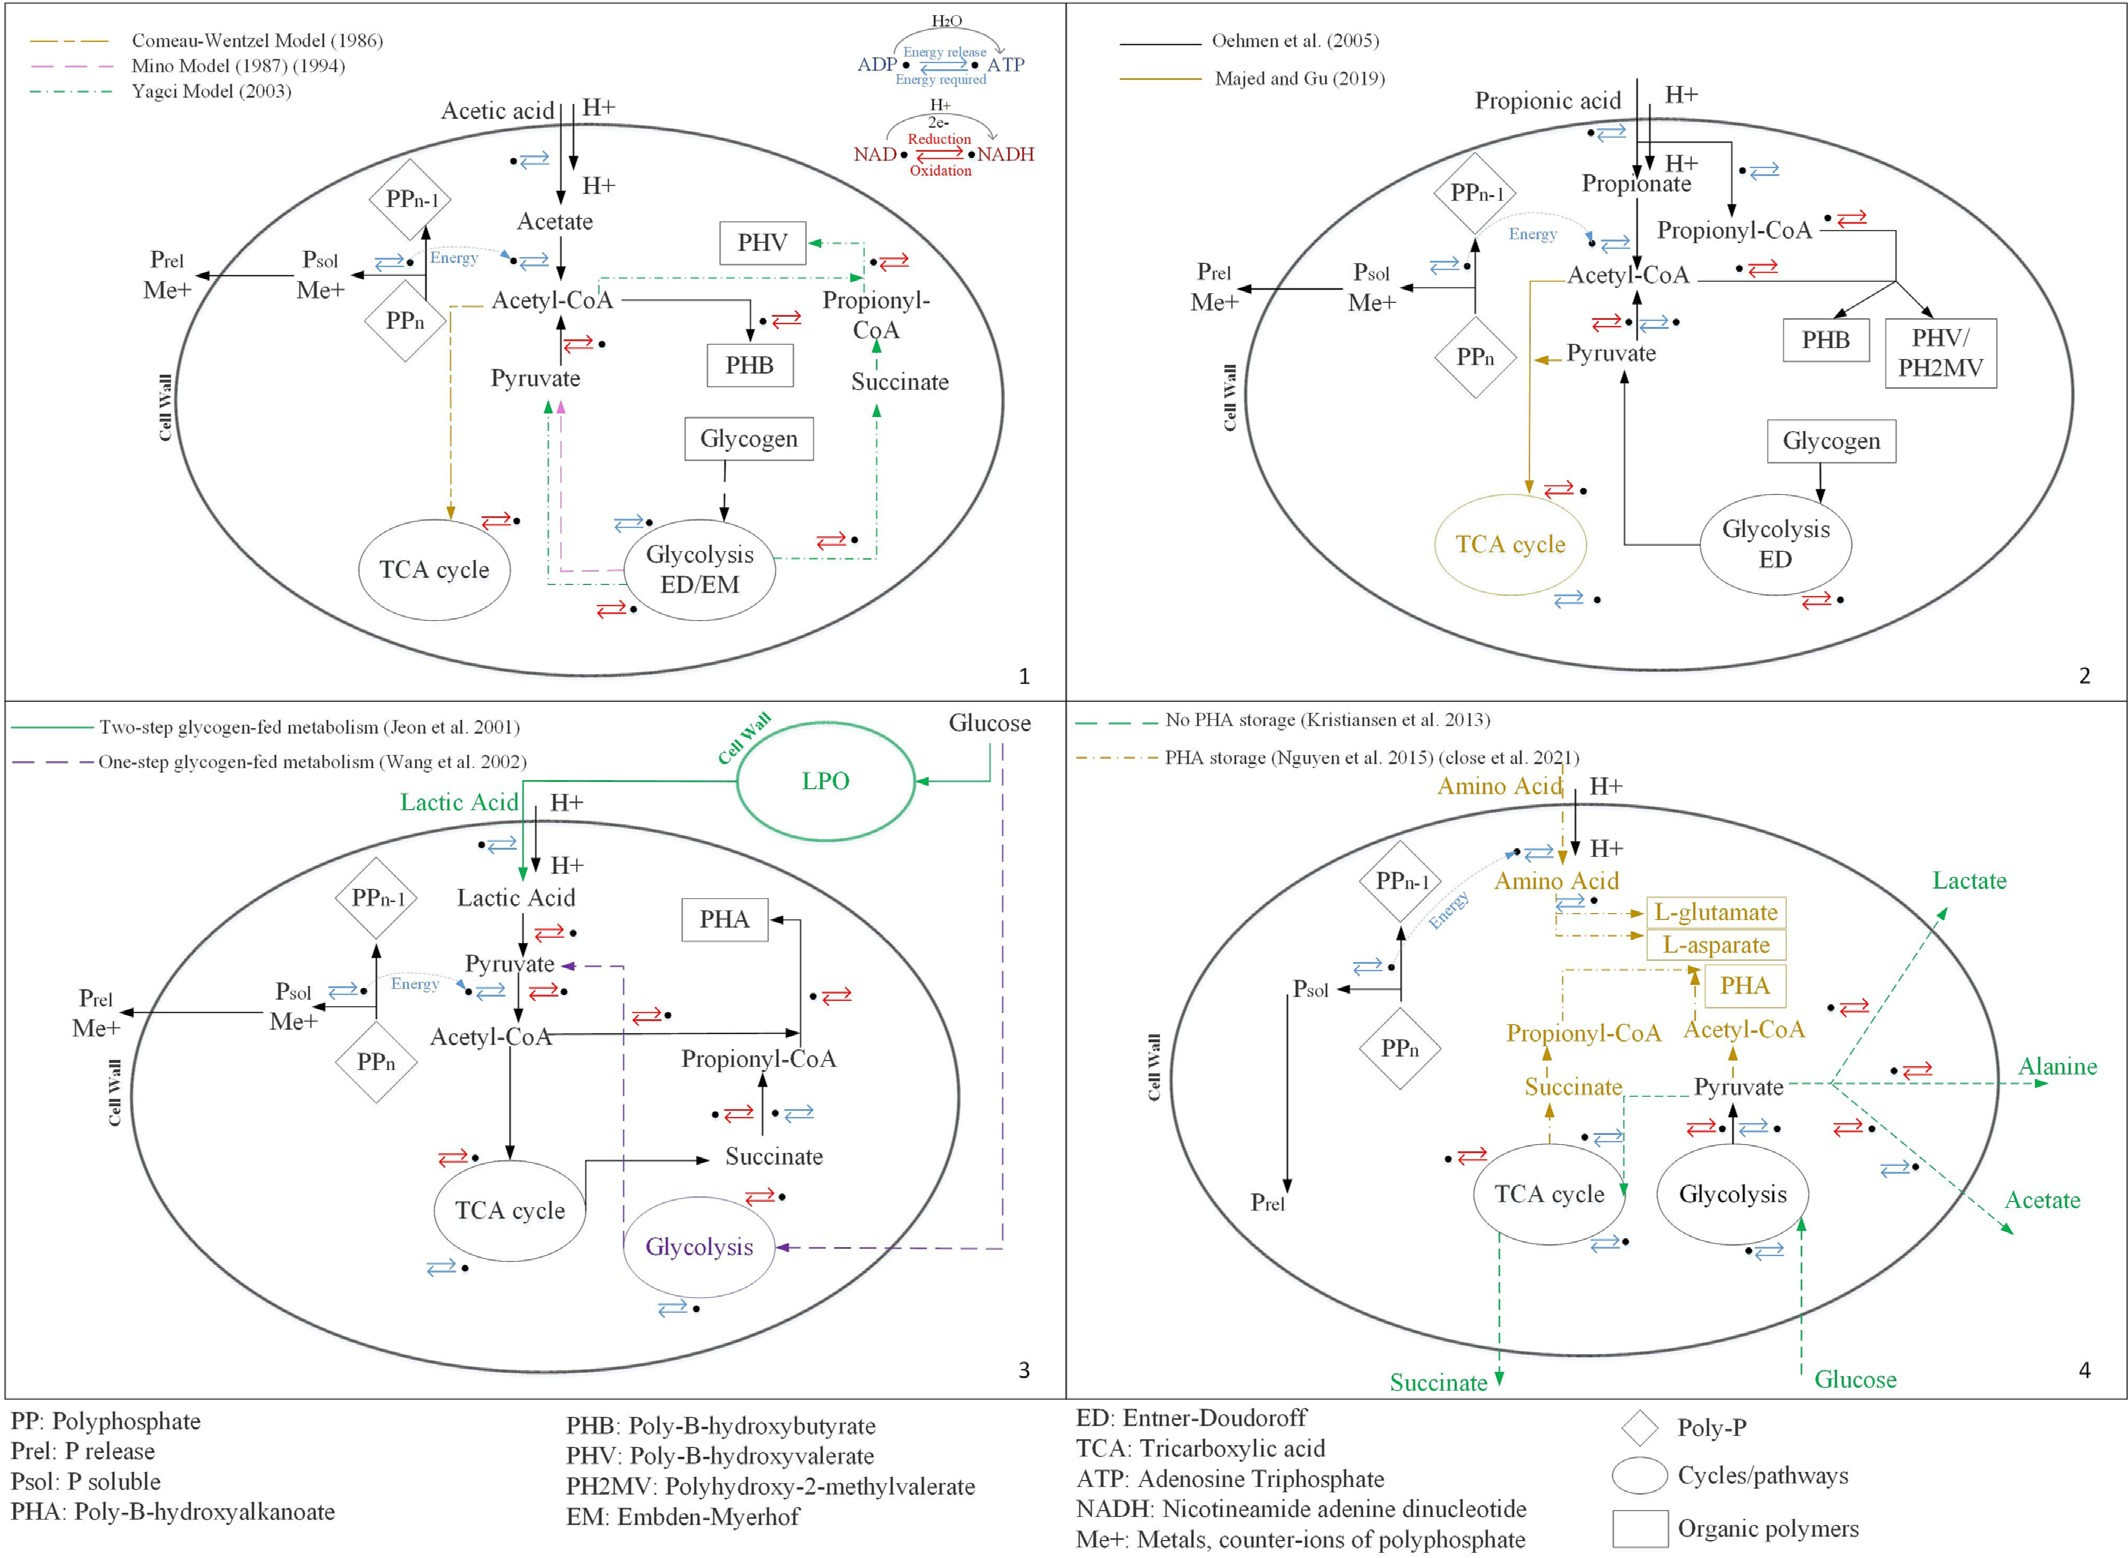 Comeau-Wentzel Model (1986)
Mino Model (1987) (1994)
Yagci Model (2003)
H2O
Energy release
ADP
ATP
Energy required
H+
2e-
Reduction
NAD
NADH
Oxidation
Acetic acid
H+
H+
Acetate
PPn-1
PHV
Prel
Me+
Psol
Me+
Energy
PPn
Acetyl-CoA
Propionyl-
CoA
PHB
Pyruvate
Succinate
Cell Wall
Glycogen
TCA cycle
Glycolysis
ED/EM
1
Oehmen et al. (2005)
Majed and Gu (2019)
Propionic acid
H+
H+
Propionate
PPn-1
Energy
Propionyl-CoA
Prel
Me+
Psol
Me+
Acetyl-CoA
PPn
Pyruvate
PHB
PHV/
PH2MV
Cell Wall
Glycogen
TCA cycle
Glycolysis
ED
2
Two-step glycogen-fed metabolism (Jeon et al. 2001)
One-step glycogen-fed metabolism (Wang et al. 2002)
Cell Wall
Glucose
LPO
Lactic Acid
H+
H+
Lactic Acid
PPn-1
PHA
Pyruvate
Energy
Prel
Me+
Psol
Me+
Acetyl-CoA
PPn
Propionyl-CoA
Cell Wall
Succinate
TCA cycle
Glycolysis
3
No PHA storage (Kristiansen et al. 2013)
PHA storage (Nguyen et al. 2015) (close et al. 2021)
Amino Acid
H+
H+
PPn-1
Amino Acid
Energy
L-glutamate
L-asparate
Lactate
Psol
PHA
PPn
Propionyl-CoA
Acetyl-CoA
Cell Wall
Succinate
Pyruvate
Alanine
Prel
TCA cycle
Glycolysis
Acetate
Succinate
Glucose
4
PP: Polyphosphate
Prel: P release
Psol: P soluble
PHA: Poly-B-hydroxyalkanoate
PHB: Poly-B-hydroxybutyrate
PHV: Poly-B-hydroxyvalerate
PH2MV: Polyhydroxy-2-methylvalerate
EM: Embden-Myerhof
ED: Entner-Doudoroff
TCA: Tricarboxylic acid
ATP: Adenosine Triphosphate
NADH: Nicotineamide adenine dinucleotide
Me+: Metals, counter-ions of polyphosphate
Poly-P
Cycles/pathways
Organic polymers